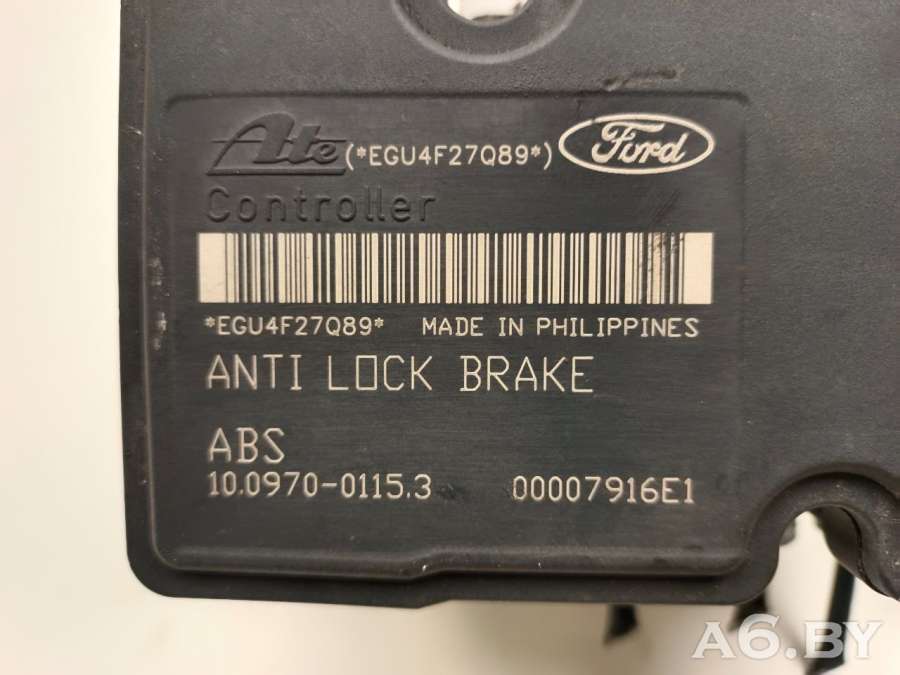 Ate (*EGU4F27Q89*) Ford
Controller
*EGU4F27Q89* MADE IN PHILIPPINES
ANTI LOCK BRAKE
ABS
10.0970-0115.3 00007916E1
A6.BY